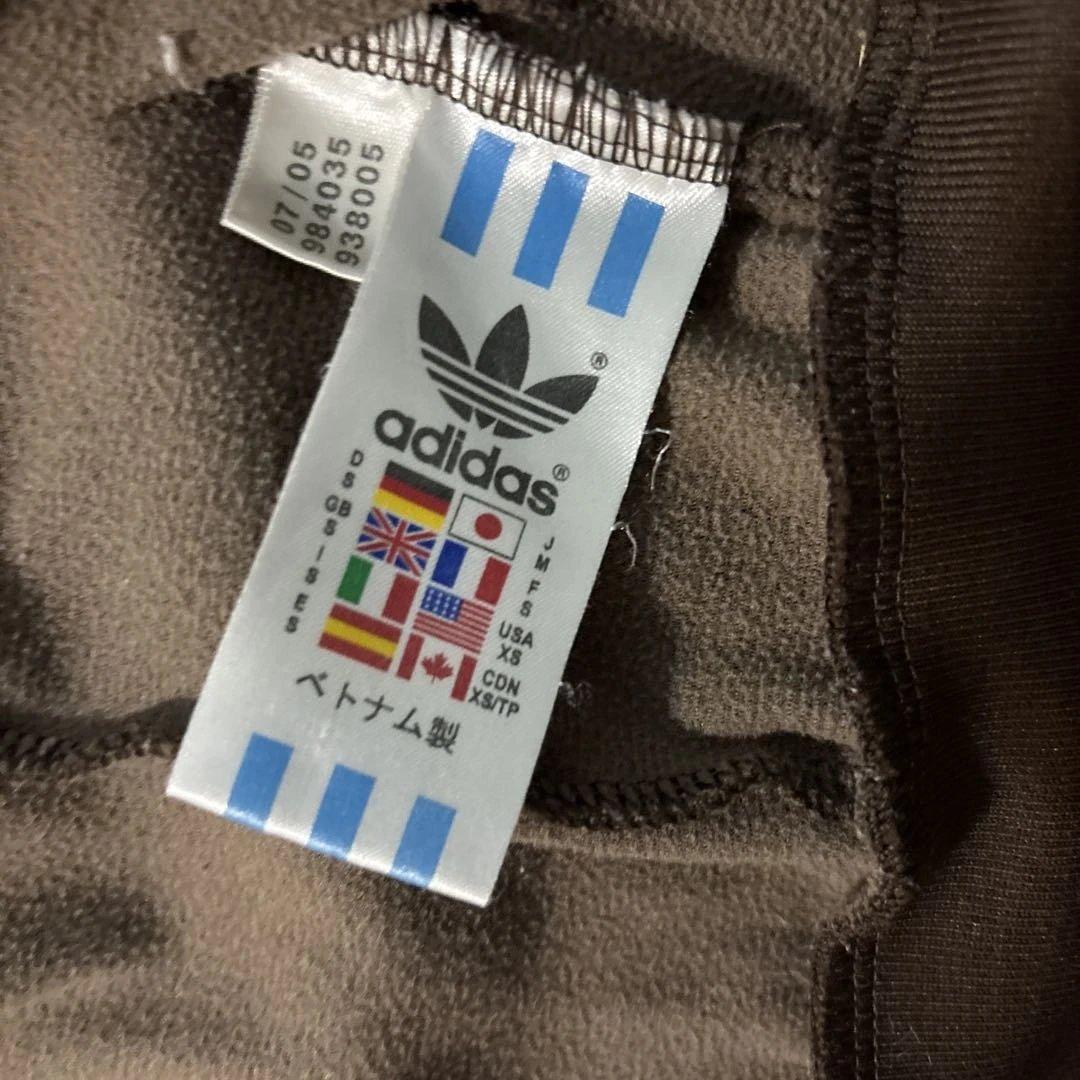 07/05
984035
938005
®
adidas®
D
S
GB
S
I
S
E
S
J
M
F
S
USA
XS
CDN
XS/TP
ベトナム製